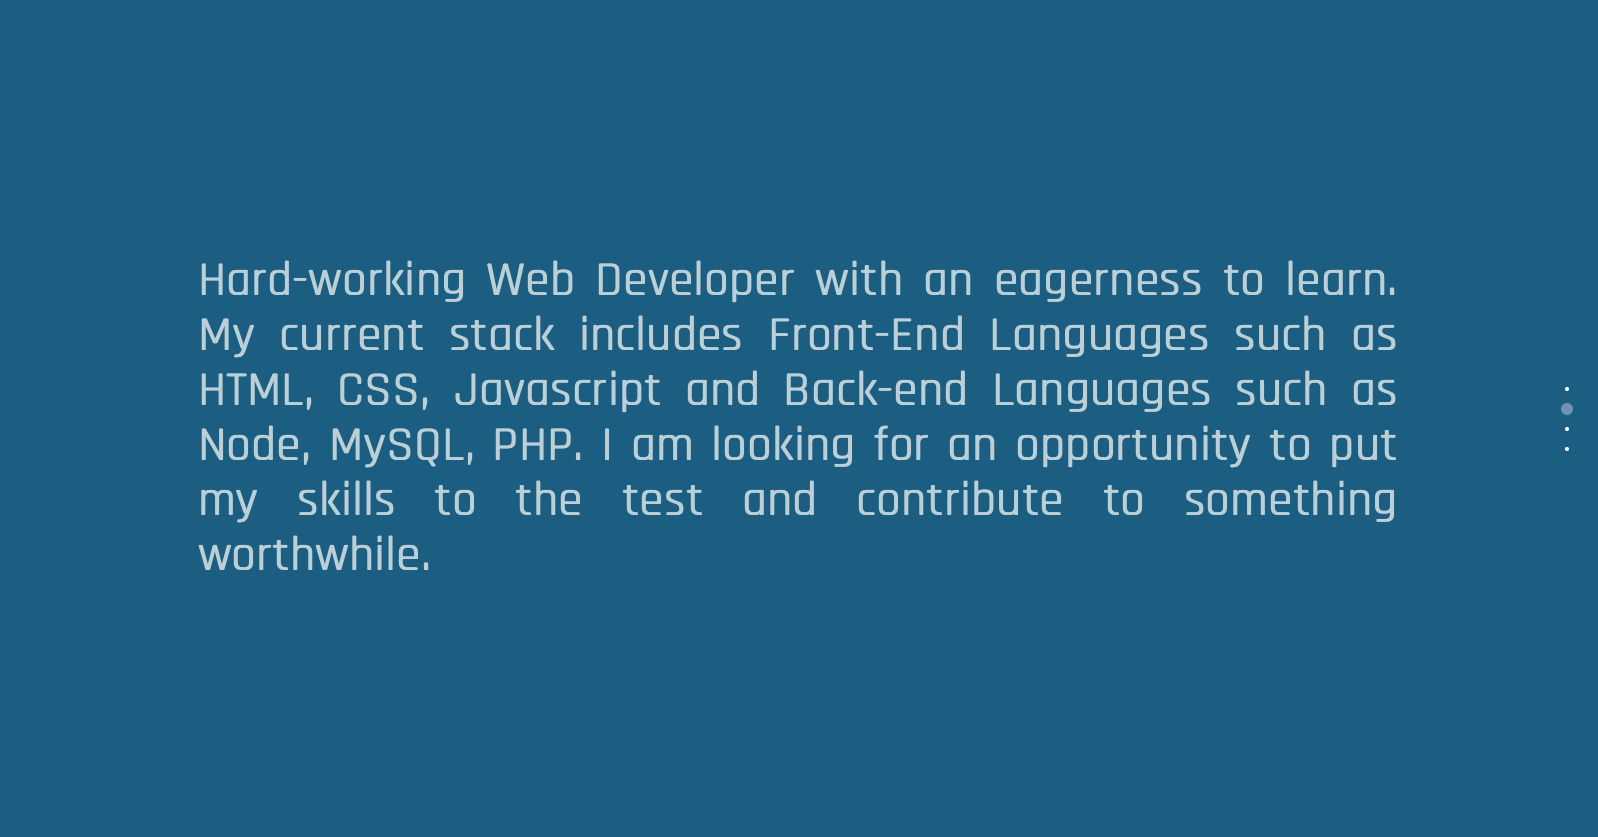 Hard-working Web Developer with an eagerness to learn.
My current stack includes Front-End Languages such as
HTML, CSS, Javascript and Back-end Languages such as
Node, MySQL, PHP. I am looking for an opportunity to put
my skills to the test and contribute to something
worthwhile.